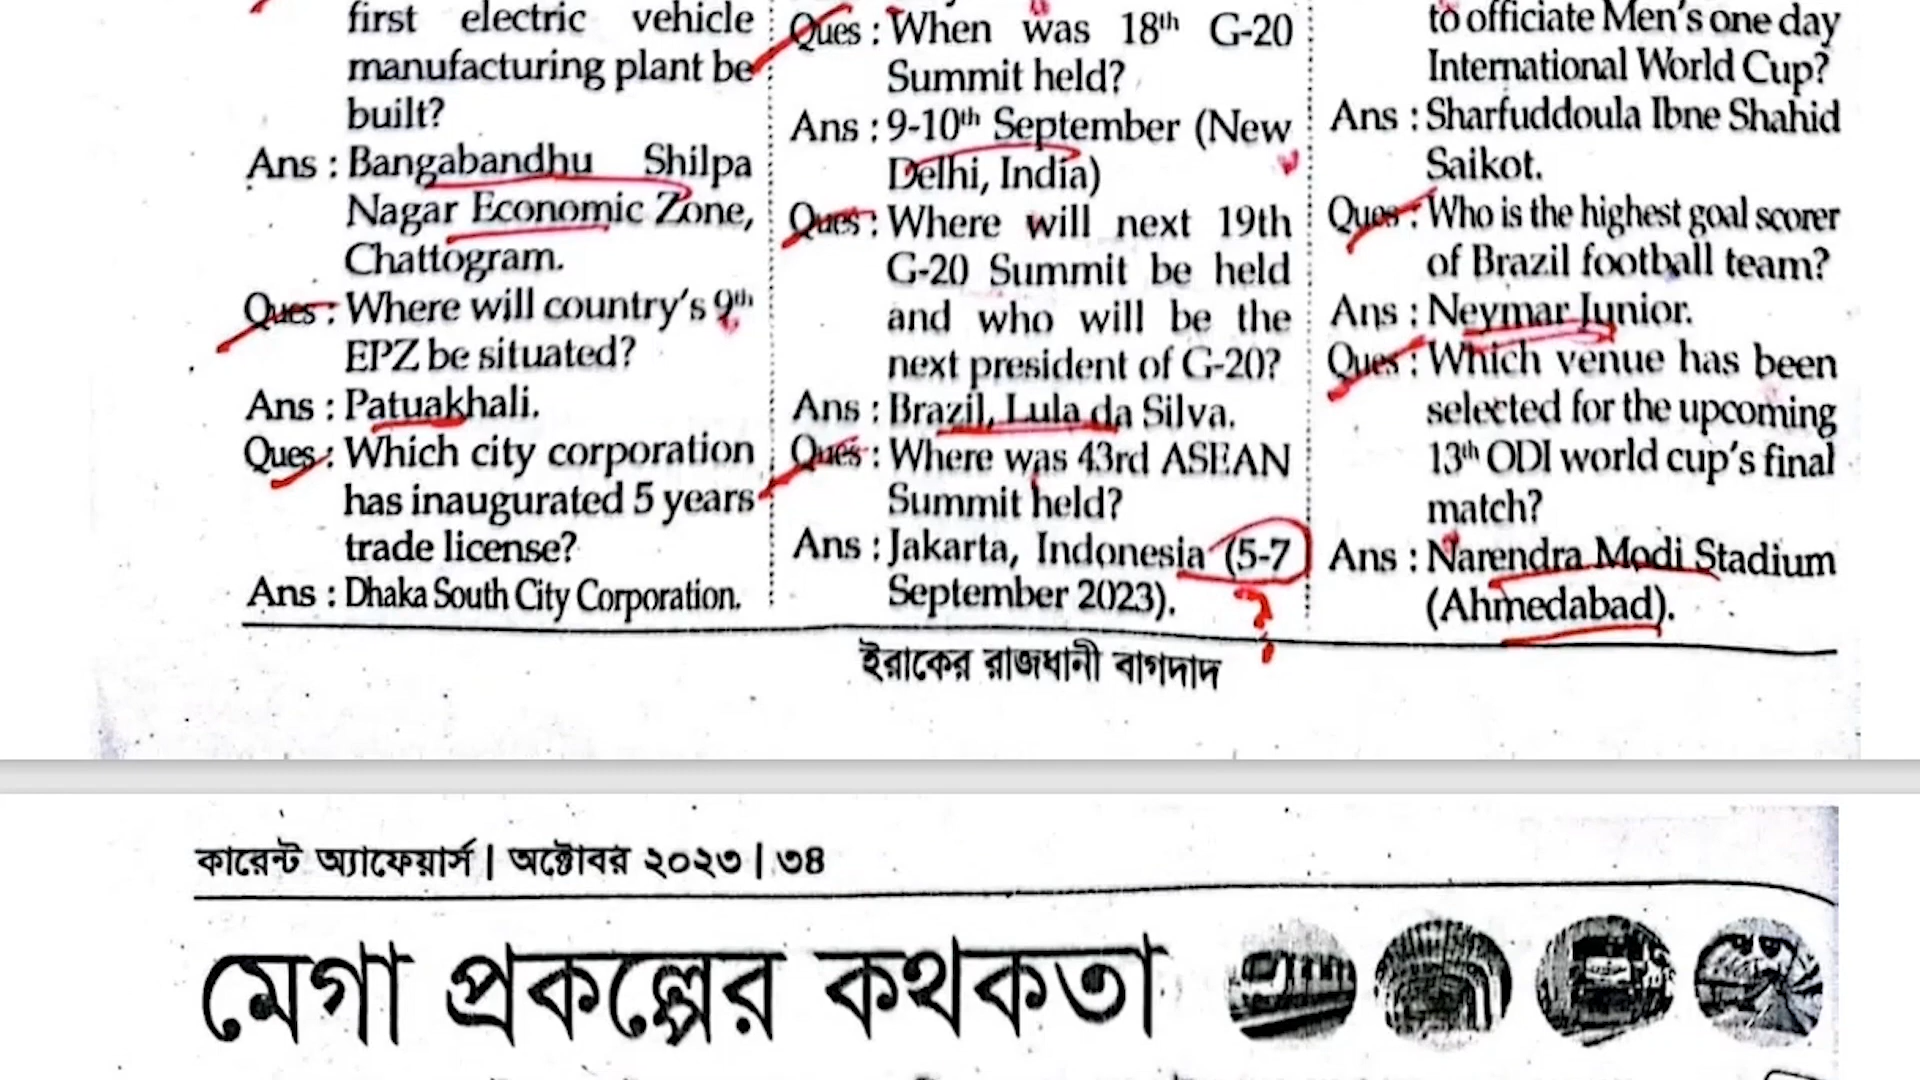 first electric vehicle
manufacturing plant be
built?
Ans : Bangabandhu Shilpa
Nagar Economic Zone,
Chattogram.
Ques : Where will country's 9th
EPZ be situated?
Ans : Patuakhali.
Ques : Which city corporation
has inaugurated 5 years
trade license?
Ans : Dhaka South City Corporation.
Ques : When was 18th G-20
Summit held?
Ans : 9-10th September (New
Delhi, India)
Ques : Where will next 19th
G-20 Summit be held
and who will be the
next president of G-20?
Ans : Brazil, Lula da Silva.
Ques : Where was 43rd ASEAN
Summit held?
Ans : Jakarta, Indonesia (5-7
September 2023).
to officiate Men's one day
International World Cup?
Ans : Sharfuddoula Ibne Shahid
Saikot.
Ques : Who is the highest goal scorer
of Brazil football team?
Ans : Neymar Junior.
Ques : Which venue has been
selected for the upcoming
13th ODI world cup's final
match?
Ans : Narendra Modi Stadium
(Ahmedabad).
ইরাকের রাজধানী বাগদাদ
কারেন্ট অ্যাফেয়ার্স | অক্টোবর ২০২৩ | ৩৪
মেগা প্রকল্পের কথকতা